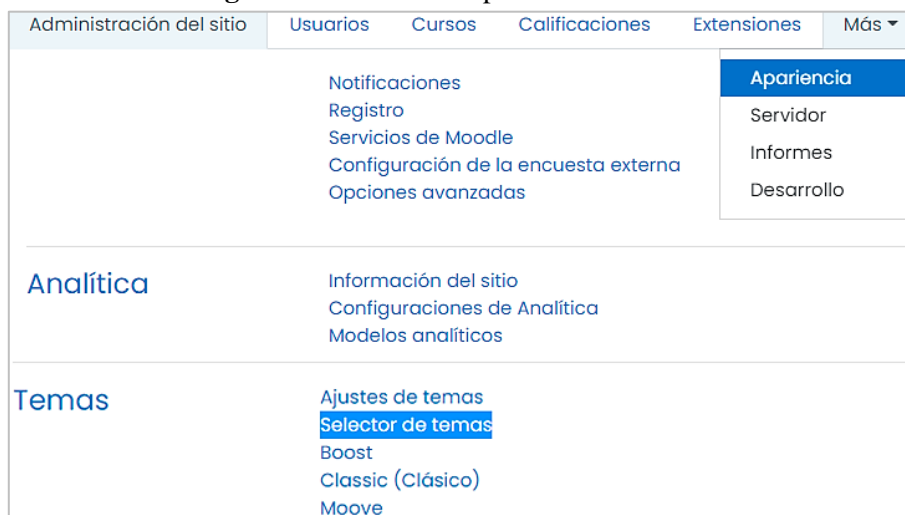 Administración del sitio Usuarios Cursos Calificaciones Extensiones Más
Apariencia
Servidor
Informes
Desarrollo
Notificaciones
Registro
Servicios de Moodle
Configuración de la encuesta externa
Opciones avanzadas
Analítica
Información del sitio
Configuraciones de Analítica
Modelos analíticos
Temas
Ajustes de temas
Selector de temas
Boost
Classic (Clásico)
Moove